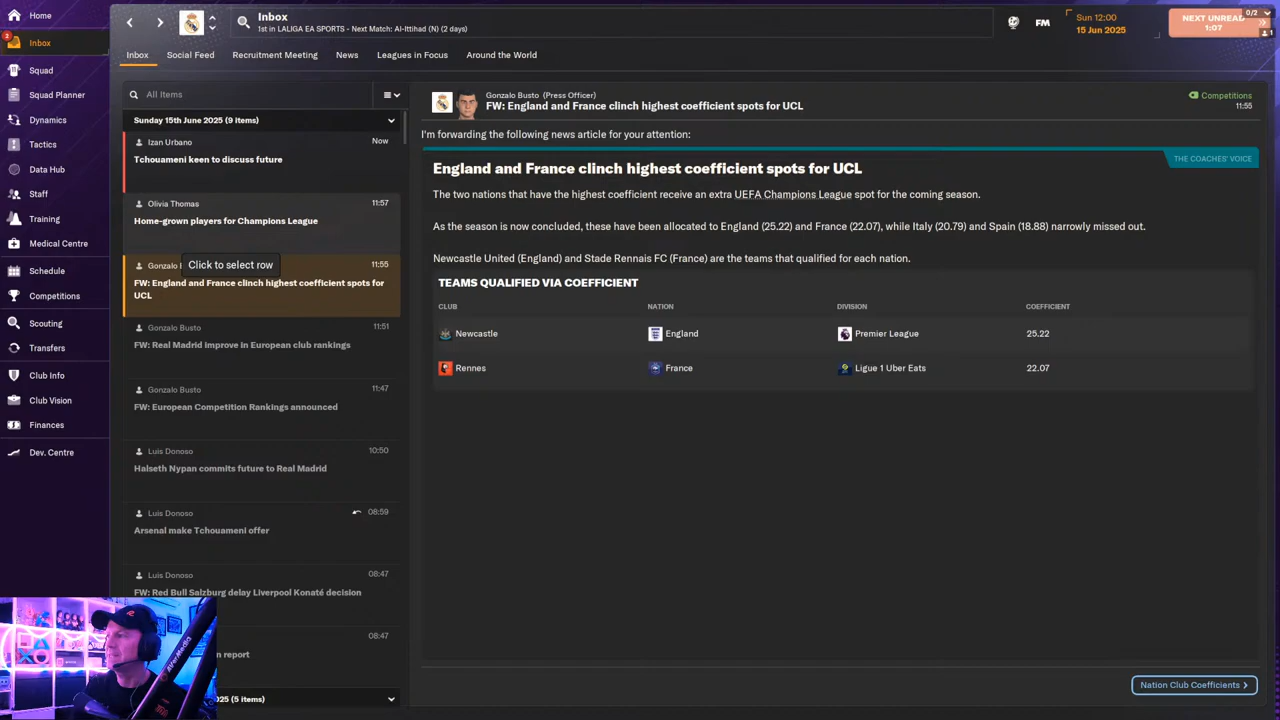 Home
2
Inbox
Squad
Squad Planner
Dynamics
Tactics
Data Hub
Staff
Training
Medical Centre
Schedule
Competitions
Scouting
Transfers
Club Info
Club Vision
Finances
Dev. Centre
Inbox
1st in LALIGA EA SPORTS - Next Match: Al-Ittihad (N) (2 days)
FM
Sun 12:00
15 Jun 2025
NEXT UNREAD
1:07
0/2
1
Inbox
Social Feed
Recruitment Meeting
News
Leagues in Focus
Around the World
All Items
Sunday 15th June 2025 (9 items)
Izan Urbano
Now
Tchouameni keen to discuss future
Olivia Thomas
11:57
Home-grown players for Champions League
Gonzalo
11:55
Click to select row
FW: England and France clinch highest coefficient spots for
UCL
Gonzalo Busto
11:51
FW: Real Madrid improve in European club rankings
Gonzalo Busto
11:47
FW: European Competition Rankings announced
Luis Donoso
10:50
Halseth Nypan commits future to Real Madrid
Luis Donoso
08:59
Arsenal make Tchouameni offer
Luis Donoso
08:47
FW: Red Bull Salzburg delay Liverpool Konaté decision
08:47
report
2025 (5 items)
AVerMedia
Gonzalo Busto (Press Officer)
FW: England and France clinch highest coefficient spots for UCL
Competitions
11:55
I'm forwarding the following news article for your attention:
THE COACHES' VOICE
England and France clinch highest coefficient spots for UCL
The two nations that have the highest coefficient receive an extra UEFA Champions League spot for the coming season.
As the season is now concluded, these have been allocated to England (25.22) and France (22.07), while Italy (20.79) and Spain (18.88) narrowly missed out.
Newcastle United (England) and Stade Rennais FC (France) are the teams that qualified for each nation.
TEAMS QUALIFIED VIA COEFFICIENT
CLUB NATION DIVISION COEFFICIENT
Newcastle England Premier League 25.22
Rennes France Ligue 1 Uber Eats 22.07
Nation Club Coefficients